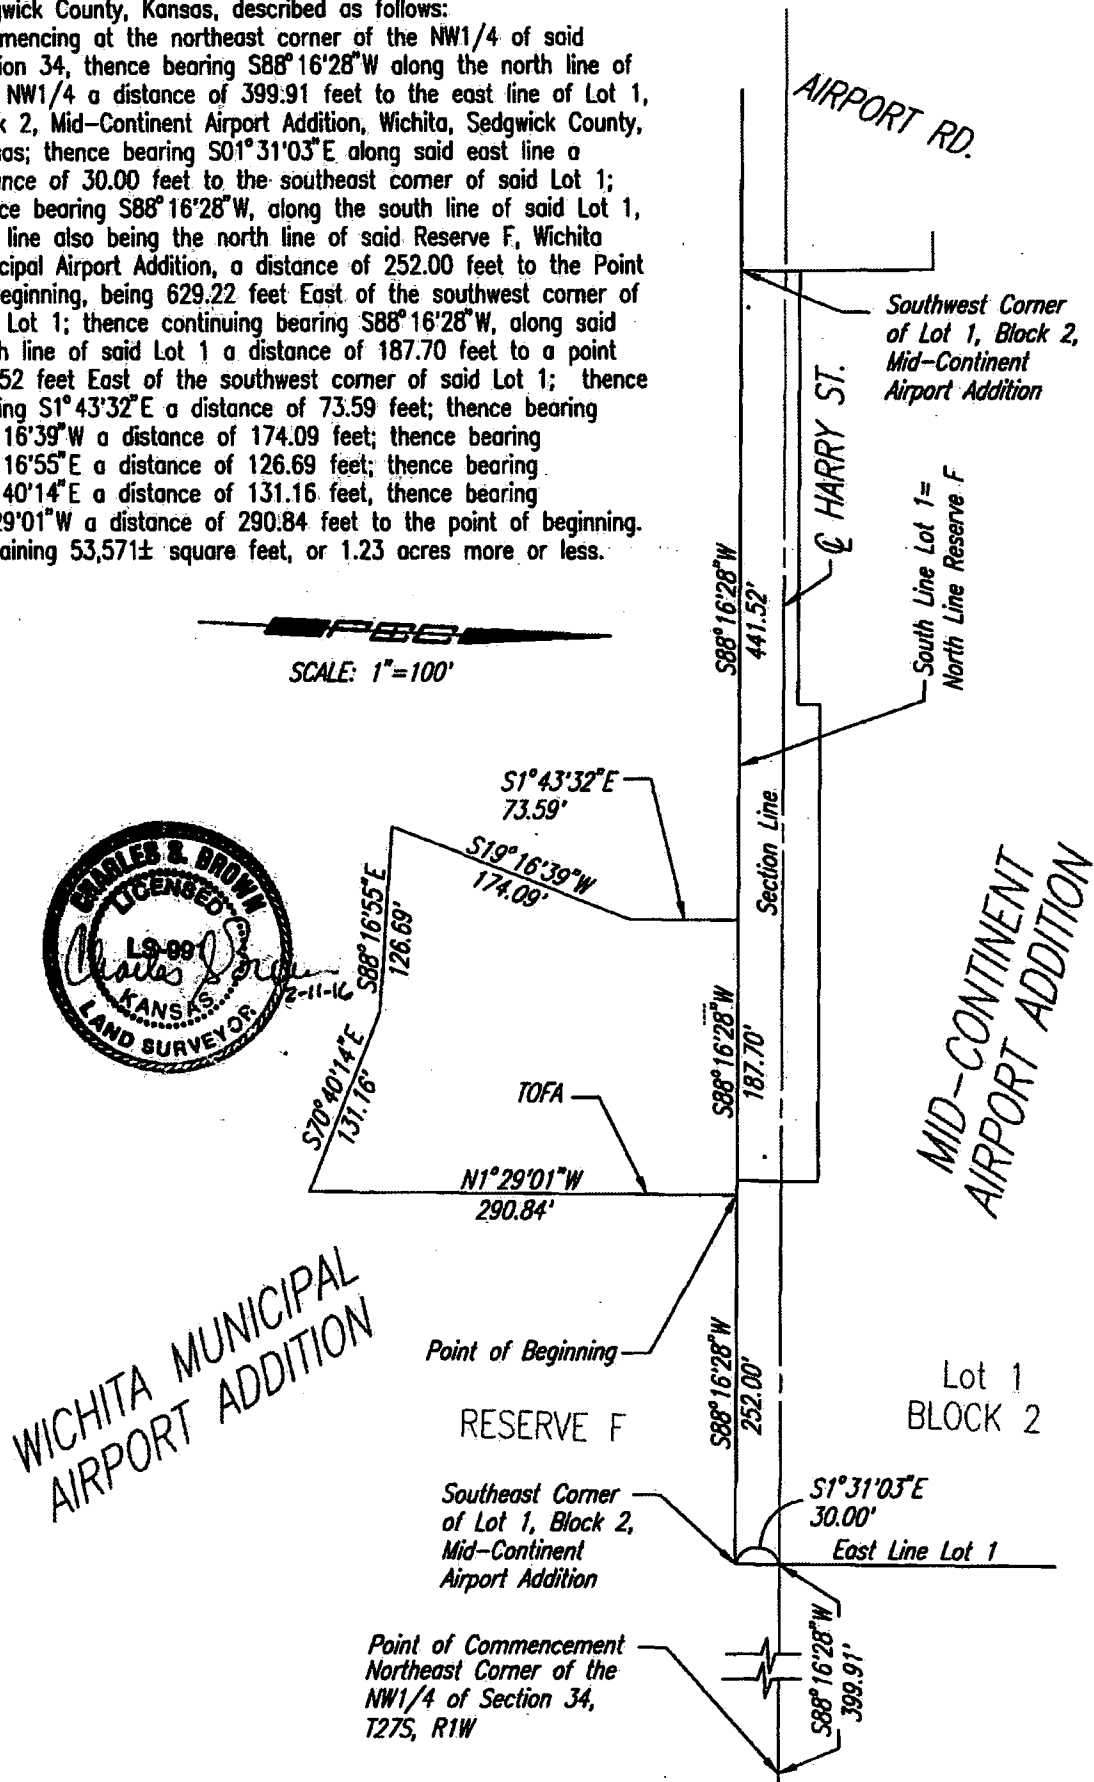 wick County, Kansas, described as follows:
mencing at the northeast corner of the NW1/4 of said
ion 34, thence bearing S88°16'28"W along the north line of
NW1/4 a distance of 399.91 feet to the east line of Lot 1,
k 2, Mid-Continent Airport Addition, Wichita, Sedgwick County,
as; thence bearing S01°31'03"E along said east line a
nce of 30.00 feet to the southeast corner of said Lot 1;
ce bearing S88°16'28"W, along the south line of said Lot 1,
line also being the north line of said Reserve F, Wichita
cipal Airport Addition, a distance of 252.00 feet to the Point
eginning, being 629.22 feet East of the southwest corner of
Lot 1; thence continuing bearing S88°16'28"W, along said
h line of said Lot 1 a distance of 187.70 feet to a point
52 feet East of the southwest corner of said Lot 1; thence
ing S1°43'32"E a distance of 73.59 feet; thence bearing
16'39"W a distance of 174.09 feet; thence bearing
16'55"E a distance of 126.69 feet; thence bearing
40'14"E a distance of 131.16 feet, thence bearing
29'01"W a distance of 290.84 feet to the point of beginning.
aining 53,571± square feet, or 1.23 acres more or less.
AIRPORT RD.
Southwest Corner
of Lot 1, Block 2,
Mid-Continent
Airport Addition
℄ HARRY ST.
South Line Lot 1=
North Line Reserve F
S88°16'28"W
441.52'
SCALE: 1"=100'
Section Line
S1°43'32"E
73.59'
S19°16'39"W
174.09'
S88°16'55"E
126.69'
S70°40'14"E
131.16'
CHARLES S. BROWN
LICENSED
LS-991
KANSAS
LAND SURVEYOR
2-11-16
S88°16'28"W
187.70'
MID-CONTINENT
AIRPORT ADDITION
TOFA
N1°29'01"W
290.84'
WICHITA MUNICIPAL
AIRPORT ADDITION
Point of Beginning
S88°16'28"W
252.00'
RESERVE F
Lot 1
BLOCK 2
Southeast Corner
of Lot 1, Block 2,
Mid-Continent
Airport Addition
S1°31'03"E
30.00'
East Line Lot 1
Point of Commencement
Northeast Corner of the
NW1/4 of Section 34,
T27S, R1W
S88°16'28"W
399.91'